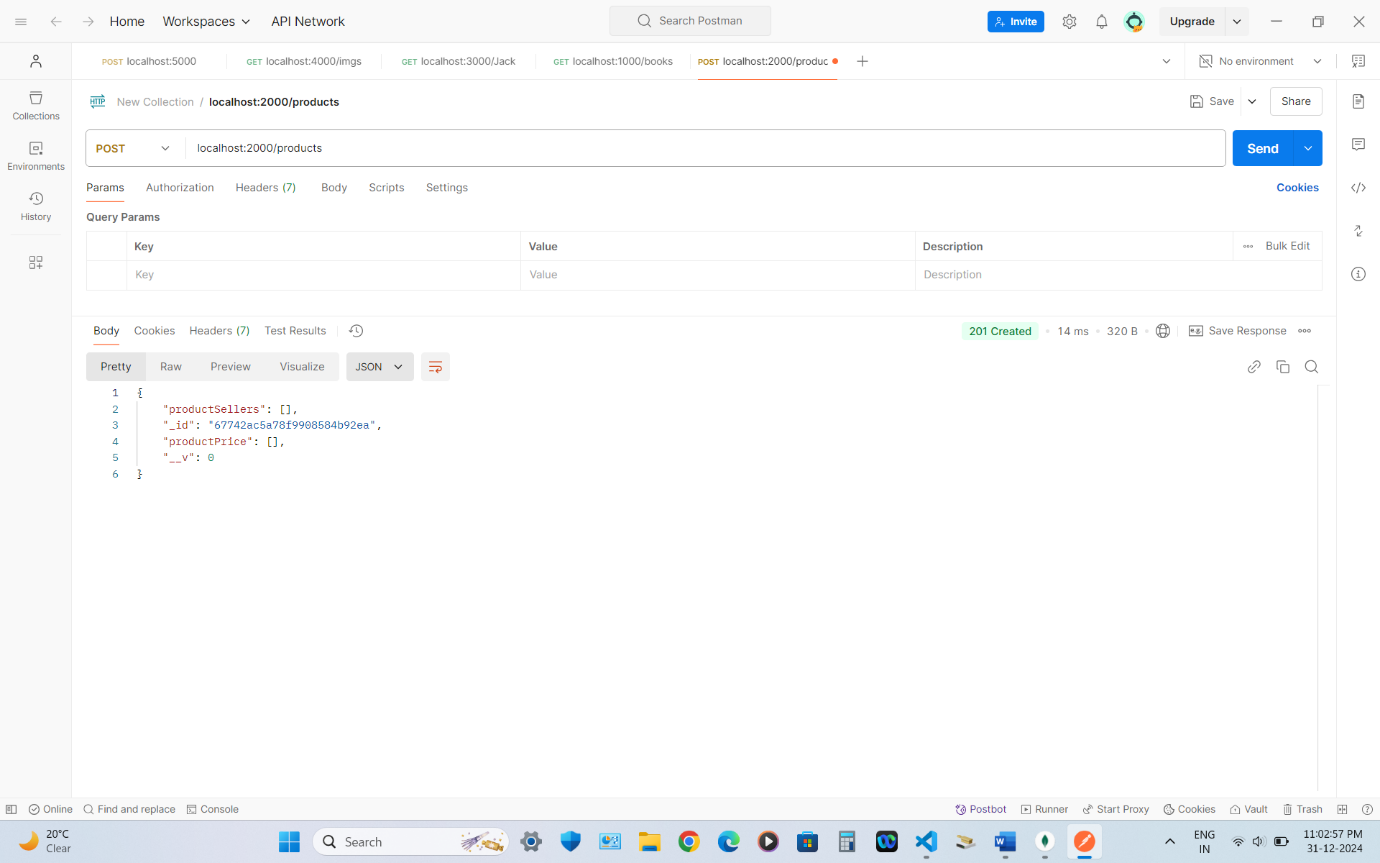 Home Workspaces API Network Search Postman Invite Upgrade
POST localhost:5000 GET localhost:4000/imgs GET localhost:3000/Jack GET localhost:1000/books POST localhost:2000/produc No environment
HTTP New Collection / localhost:2000/products Save Share
Collections
POST localhost:2000/products Send
Environments
Params Authorization Headers (7) Body Scripts Settings Cookies
History
Query Params
Key Value Description Bulk Edit
Key Value Description
Body Cookies Headers (7) Test Results 201 Created 14 ms 320 B Save Response
Pretty Raw Preview Visualize JSON
1 {
2 "productSellers": [],
3 "_id": "67742ac5a78f9908584b92ea",
4 "productPrice": [],
5 "__v": 0
6 }
Online Find and replace Console Postbot Runner Start Proxy Cookies Vault Trash
20°C
Clear
Search
ENG
IN
11:02:57 PM
31-12-2024